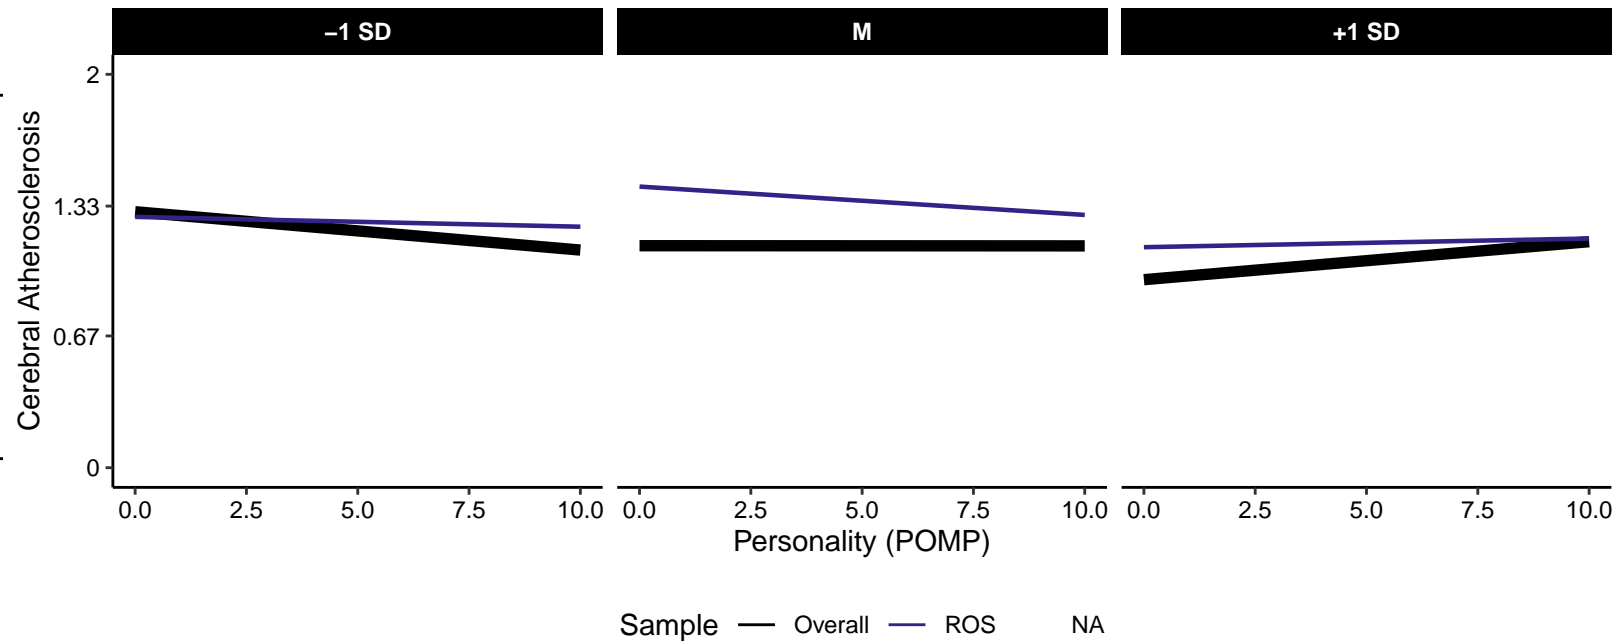 −1 SD M +1 SD
2
1.33
0.67
0
Cerebral Atherosclerosis
0.0 2.5 5.0 7.5 10.0 0.0 2.5 5.0 7.5 10.0 0.0 2.5 5.0 7.5 10.0
Personality (POMP)
Sample Overall ROS NA